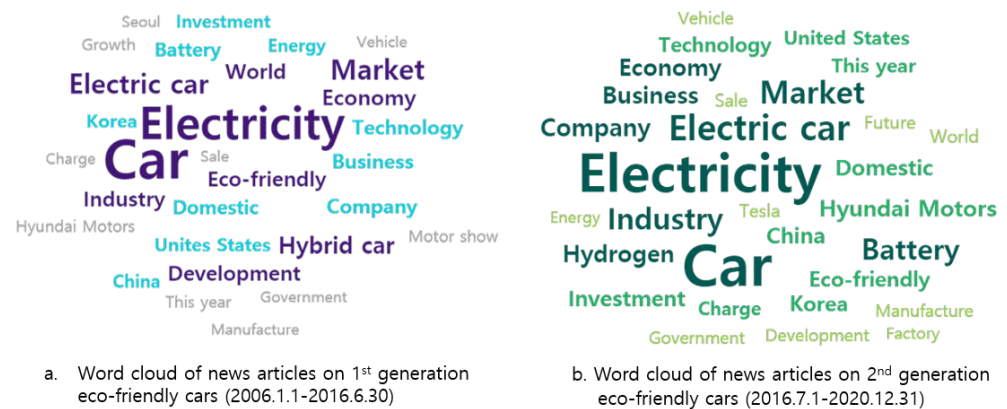 Seoul Investment
Growth Battery Energy Vehicle
Electric car World Market
Economy
Korea Electricity Technology
Charge Car Sale Business
Eco-friendly
Industry Domestic Company
Hyundai Motors
Unites States Hybrid car Motor show
China Development
This year Government
Manufacture
a. Word cloud of news articles on 1st generation
eco-friendly cars (2006.1.1-2016.6.30)
Vehicle
Technology United States
Economy This year
Business Sale Market
Company Electric car Future World
Electricity Domestic
Energy Industry Tesla Hyundai Motors
China
Hydrogen Car Battery
Eco-friendly
Investment Charge Korea Manufacture
Government Development Factory
b. Word cloud of news articles on 2nd generation
eco-friendly cars (2016.7.1-2020.12.31)